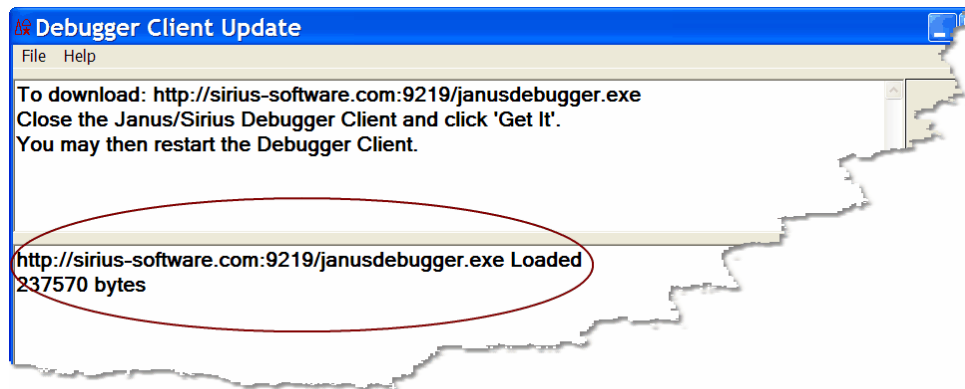 Debugger Client Update
File Help
To download: http://sirius-software.com:9219/janusdebugger.exe
Close the Janus/Sirius Debugger Client and click 'Get It'.
You may then restart the Debugger Client.
http://sirius-software.com:9219/janusdebugger.exe Loaded
237570 bytes